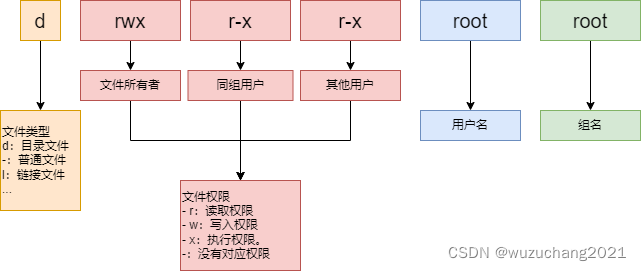 d rwx r-x r-x root root
文件所有者 同组用户 其他用户
文件类型
d: 目录文件
-: 普通文件
l: 链接文件
...
用户名 组名
文件权限
- r: 读取权限
- w: 写入权限
- x: 执行权限。
-: 没有对应权限
CSDN @wuzuchang2021